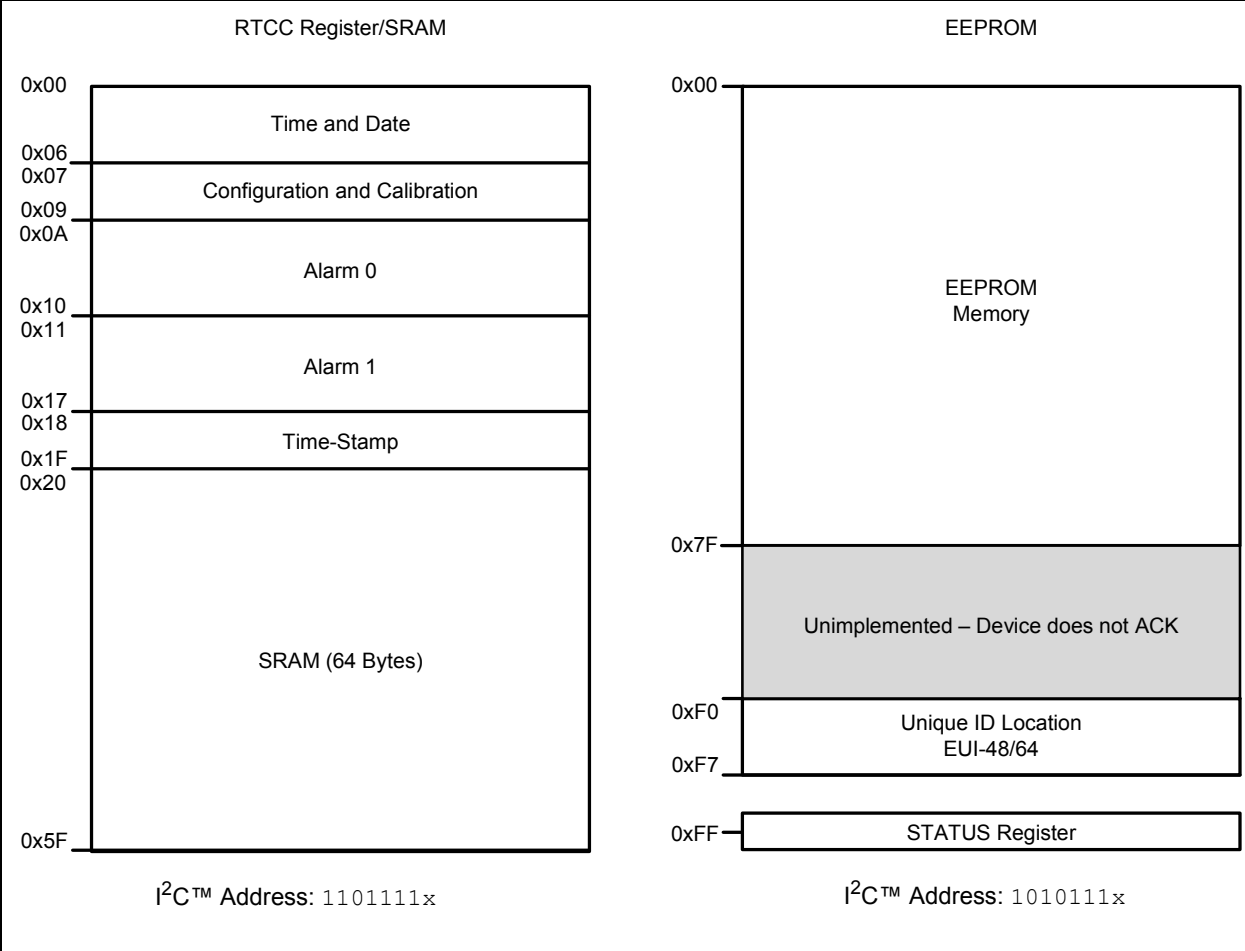 RTCC Register/SRAM
0x00
Time and Date
0x06
0x07
Configuration and Calibration
0x09
0x0A
Alarm 0
0x10
0x11
Alarm 1
0x17
0x18
Time-Stamp
0x1F
0x20
SRAM (64 Bytes)
0x5F
I²C™ Address: 1101111x
EEPROM
0x00
EEPROM
Memory
0x7F
Unimplemented – Device does not ACK
0xF0
Unique ID Location
EUI-48/64
0xF7
0xFF
STATUS Register
I²C™ Address: 1010111x